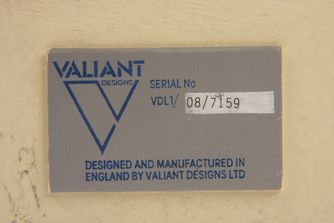 VALIANT
DESIGNS
SERIAL No
VDL1/ 08/7159
DESIGNED AND MANUFACTURED IN
ENGLAND BY VALIANT DESIGNS LTD